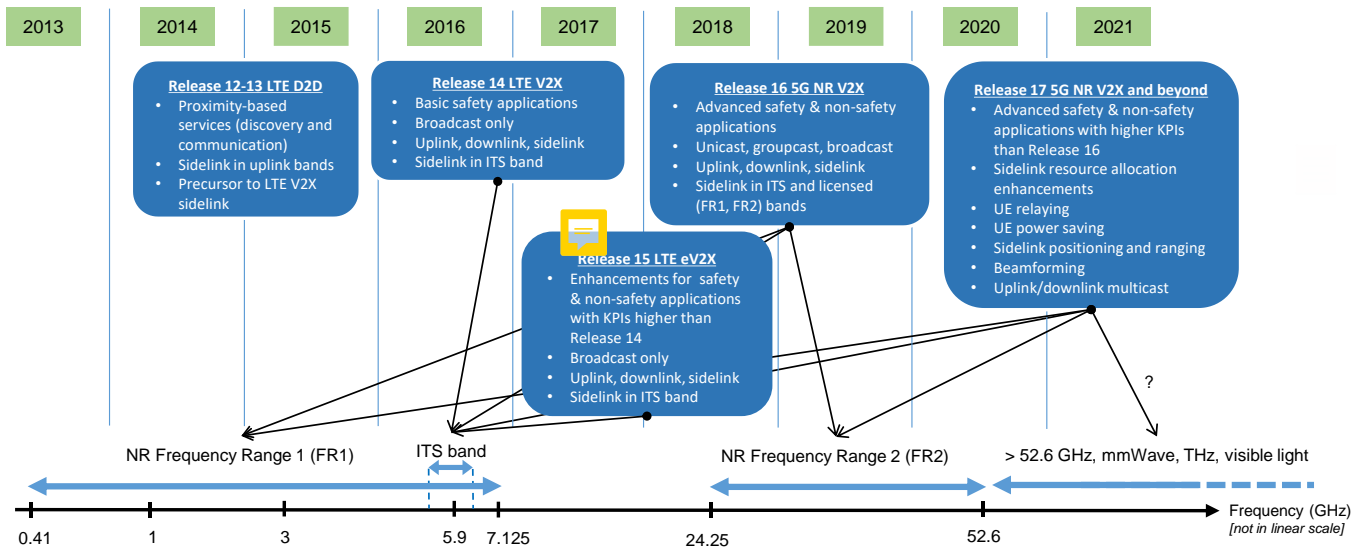 2013
2014
2015
2016
2017
2018
2019
2020
2021
Release 12-13 LTE D2D
• Proximity-based
services (discovery and
communication)
• Sidelink in uplink bands
• Precursor to LTE V2X
sidelink
Release 14 LTE V2X
• Basic safety applications
• Broadcast only
• Uplink, downlink, sidelink
• Sidelink in ITS band
Release 15 LTE eV2X
• Enhancements for safety
& non-safety applications
with KPIs higher than
Release 14
• Broadcast only
• Uplink, downlink, sidelink
• Sidelink in ITS band
Release 16 5G NR V2X
• Advanced safety & non-safety
applications
• Unicast, groupcast, broadcast
• Uplink, downlink, sidelink
• Sidelink in ITS and licensed
(FR1, FR2) bands
Release 17 5G NR V2X and beyond
• Advanced safety & non-safety
applications with higher KPIs
than Release 16
• Sidelink resource allocation
enhancements
• UE relaying
• UE power saving
• Sidelink positioning and ranging
• Beamforming
• Uplink/downlink multicast
?
NR Frequency Range 1 (FR1)
ITS band
NR Frequency Range 2 (FR2)
> 52.6 GHz, mmWave, THz, visible light
0.41
1
3
5.9
7.125
24.25
52.6
Frequency (GHz)
[not in linear scale]